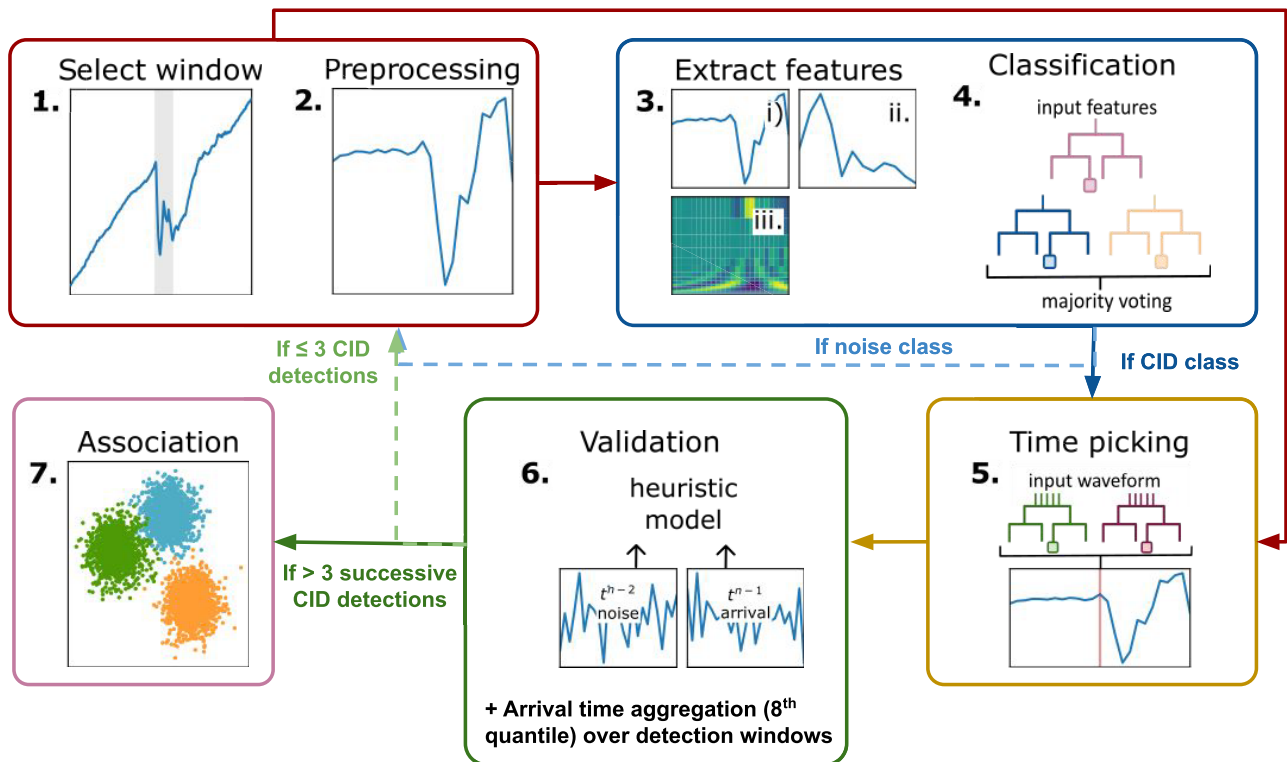 Select window
1.
Preprocessing
2.
Extract features
3.
i)
ii.
iii.
Classification
4.
input features
majority voting
If ≤ 3 CID
detections
If noise class
If CID class
Time picking
5.
input waveform
Validation
6.
heuristic
model
t^{n−2}
noise
t^{n−1}
arrival
+ Arrival time aggregation (8th
quantile) over detection windows
If > 3 successive
CID detections
Association
7.